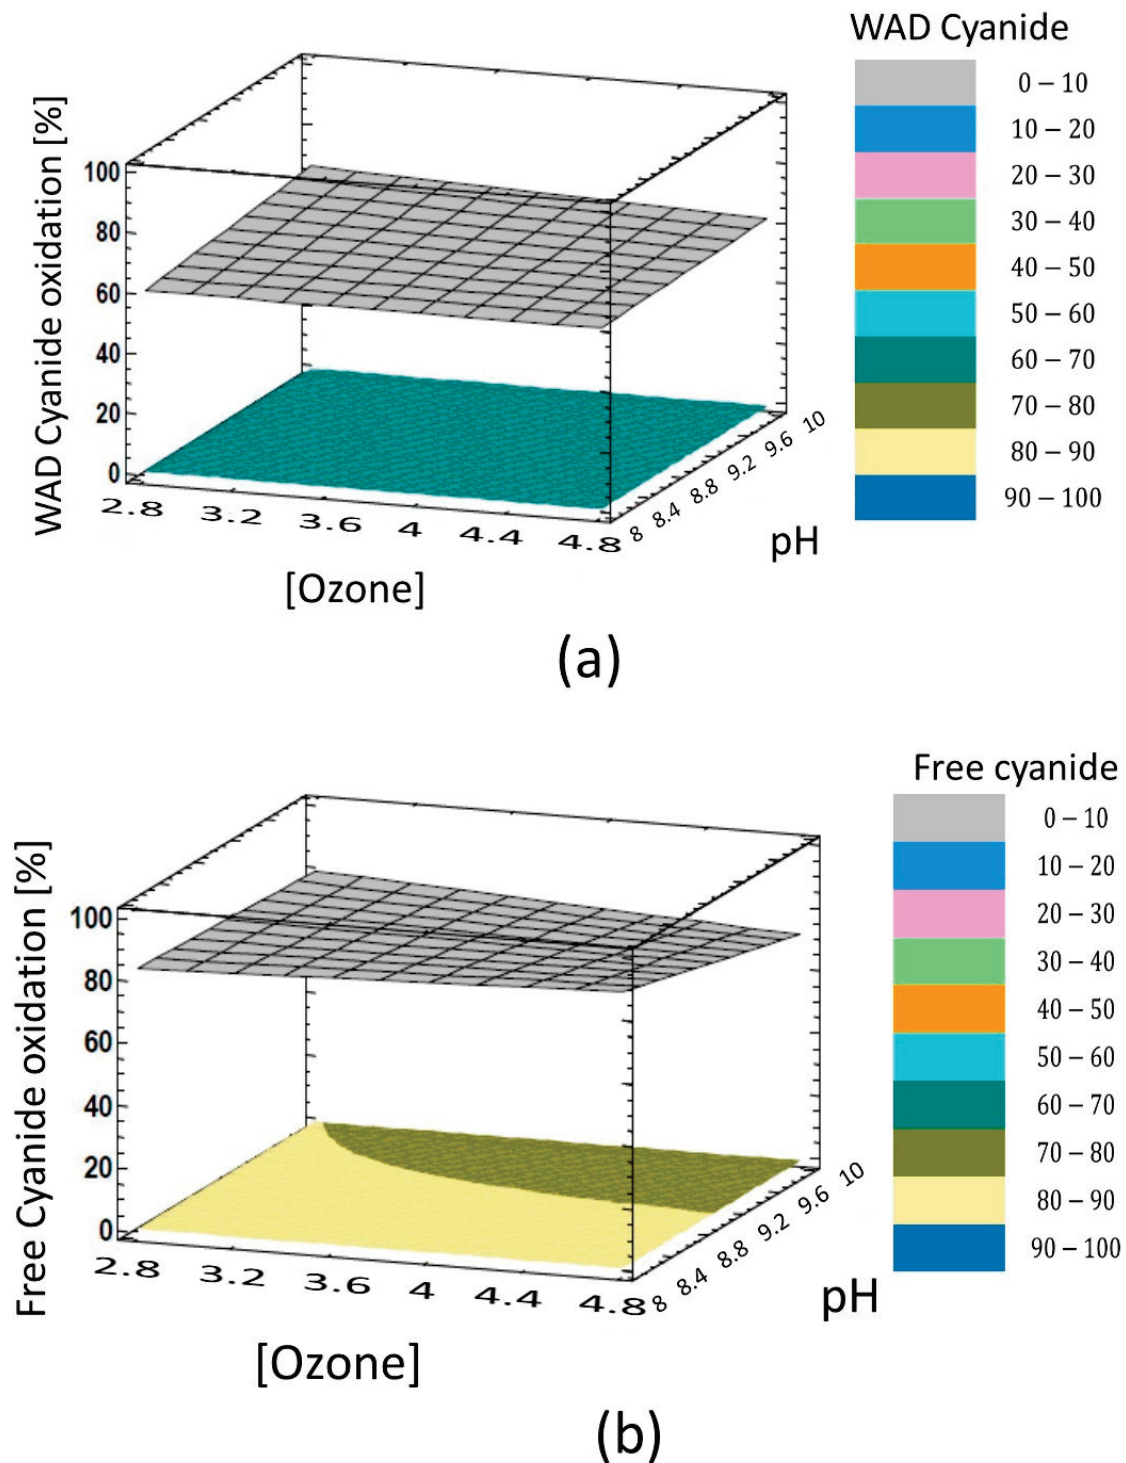 WAD Cyanide
0 – 10
10 – 20
20 – 30
30 – 40
40 – 50
50 – 60
60 – 70
70 – 80
80 – 90
90 – 100
WAD Cyanide oxidation [%]
100
80
60
40
20
0
2.8 3.2 3.6 4 4.4 4.8
8 8.4 8.8 9.2 9.6 10
pH
[Ozone]
(a)
Free cyanide
0 – 10
10 – 20
20 – 30
30 – 40
40 – 50
50 – 60
60 – 70
70 – 80
80 – 90
90 – 100
Free Cyanide oxidation [%]
100
80
60
40
20
0
2.8 3.2 3.6 4 4.4 4.8
8 8.4 8.8 9.2 9.6 10
pH
[Ozone]
(b)